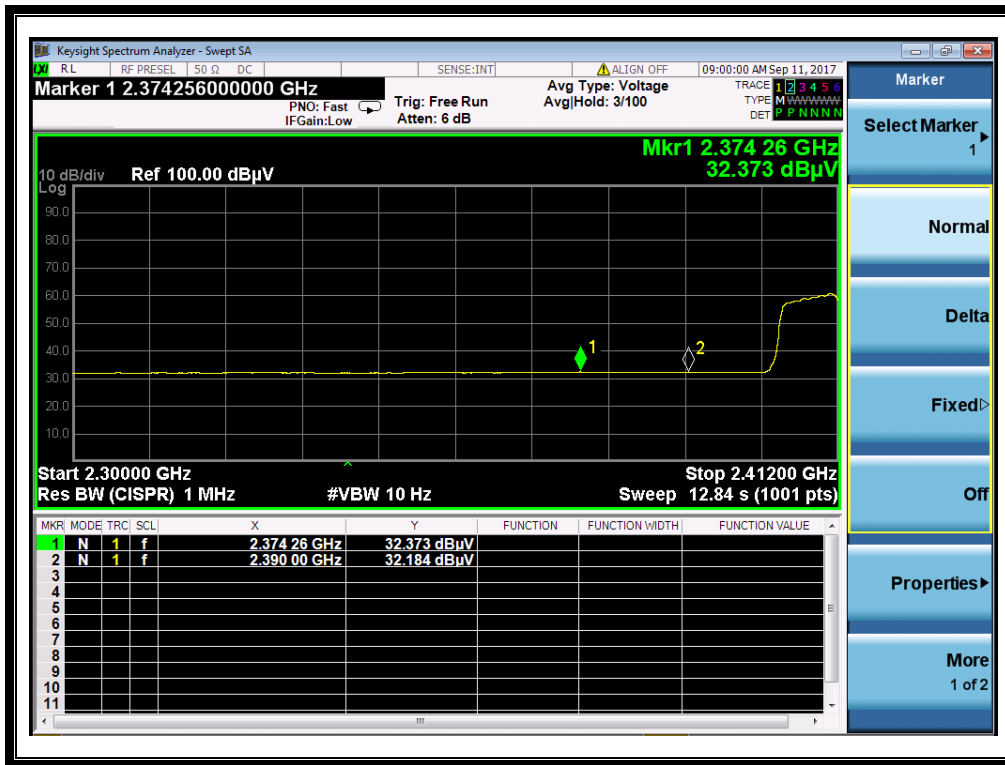 Keysight Spectrum Analyzer - Swept SA
LXI RL RF PRESEL 50 Ω DC SENSE:INT ALIGN OFF 09:00:00 AM Sep 11, 2017
Marker 1 2.374256000000 GHz
PNO: Fast
IFGain:Low
Trig: Free Run
Atten: 6 dB
Avg Type: Voltage
Avg|Hold: 3/100
TRACE 1 2 3 4 5 6
TYPE M W W W W W
DET P P N N N N
Mkr1 2.374 26 GHz
32.373 dBµV
10 dB/div Ref 100.00 dBµV
Log
90.0
80.0
70.0
60.0
50.0
40.0
30.0
20.0
10.0
1
2
Start 2.30000 GHz Stop 2.41200 GHz
Res BW (CISPR) 1 MHz #VBW 10 Hz Sweep 12.84 s (1001 pts)
MKR MODE TRC SCL X Y FUNCTION FUNCTION WIDTH FUNCTION VALUE
1 N 1 f 2.374 26 GHz 32.373 dBµV
2 N 1 f 2.390 00 GHz 32.184 dBµV
3
4
5
6
7
8
9
10
11
Marker
Select Marker
1
Normal
Delta
Fixed
Off
Properties
More
1 of 2